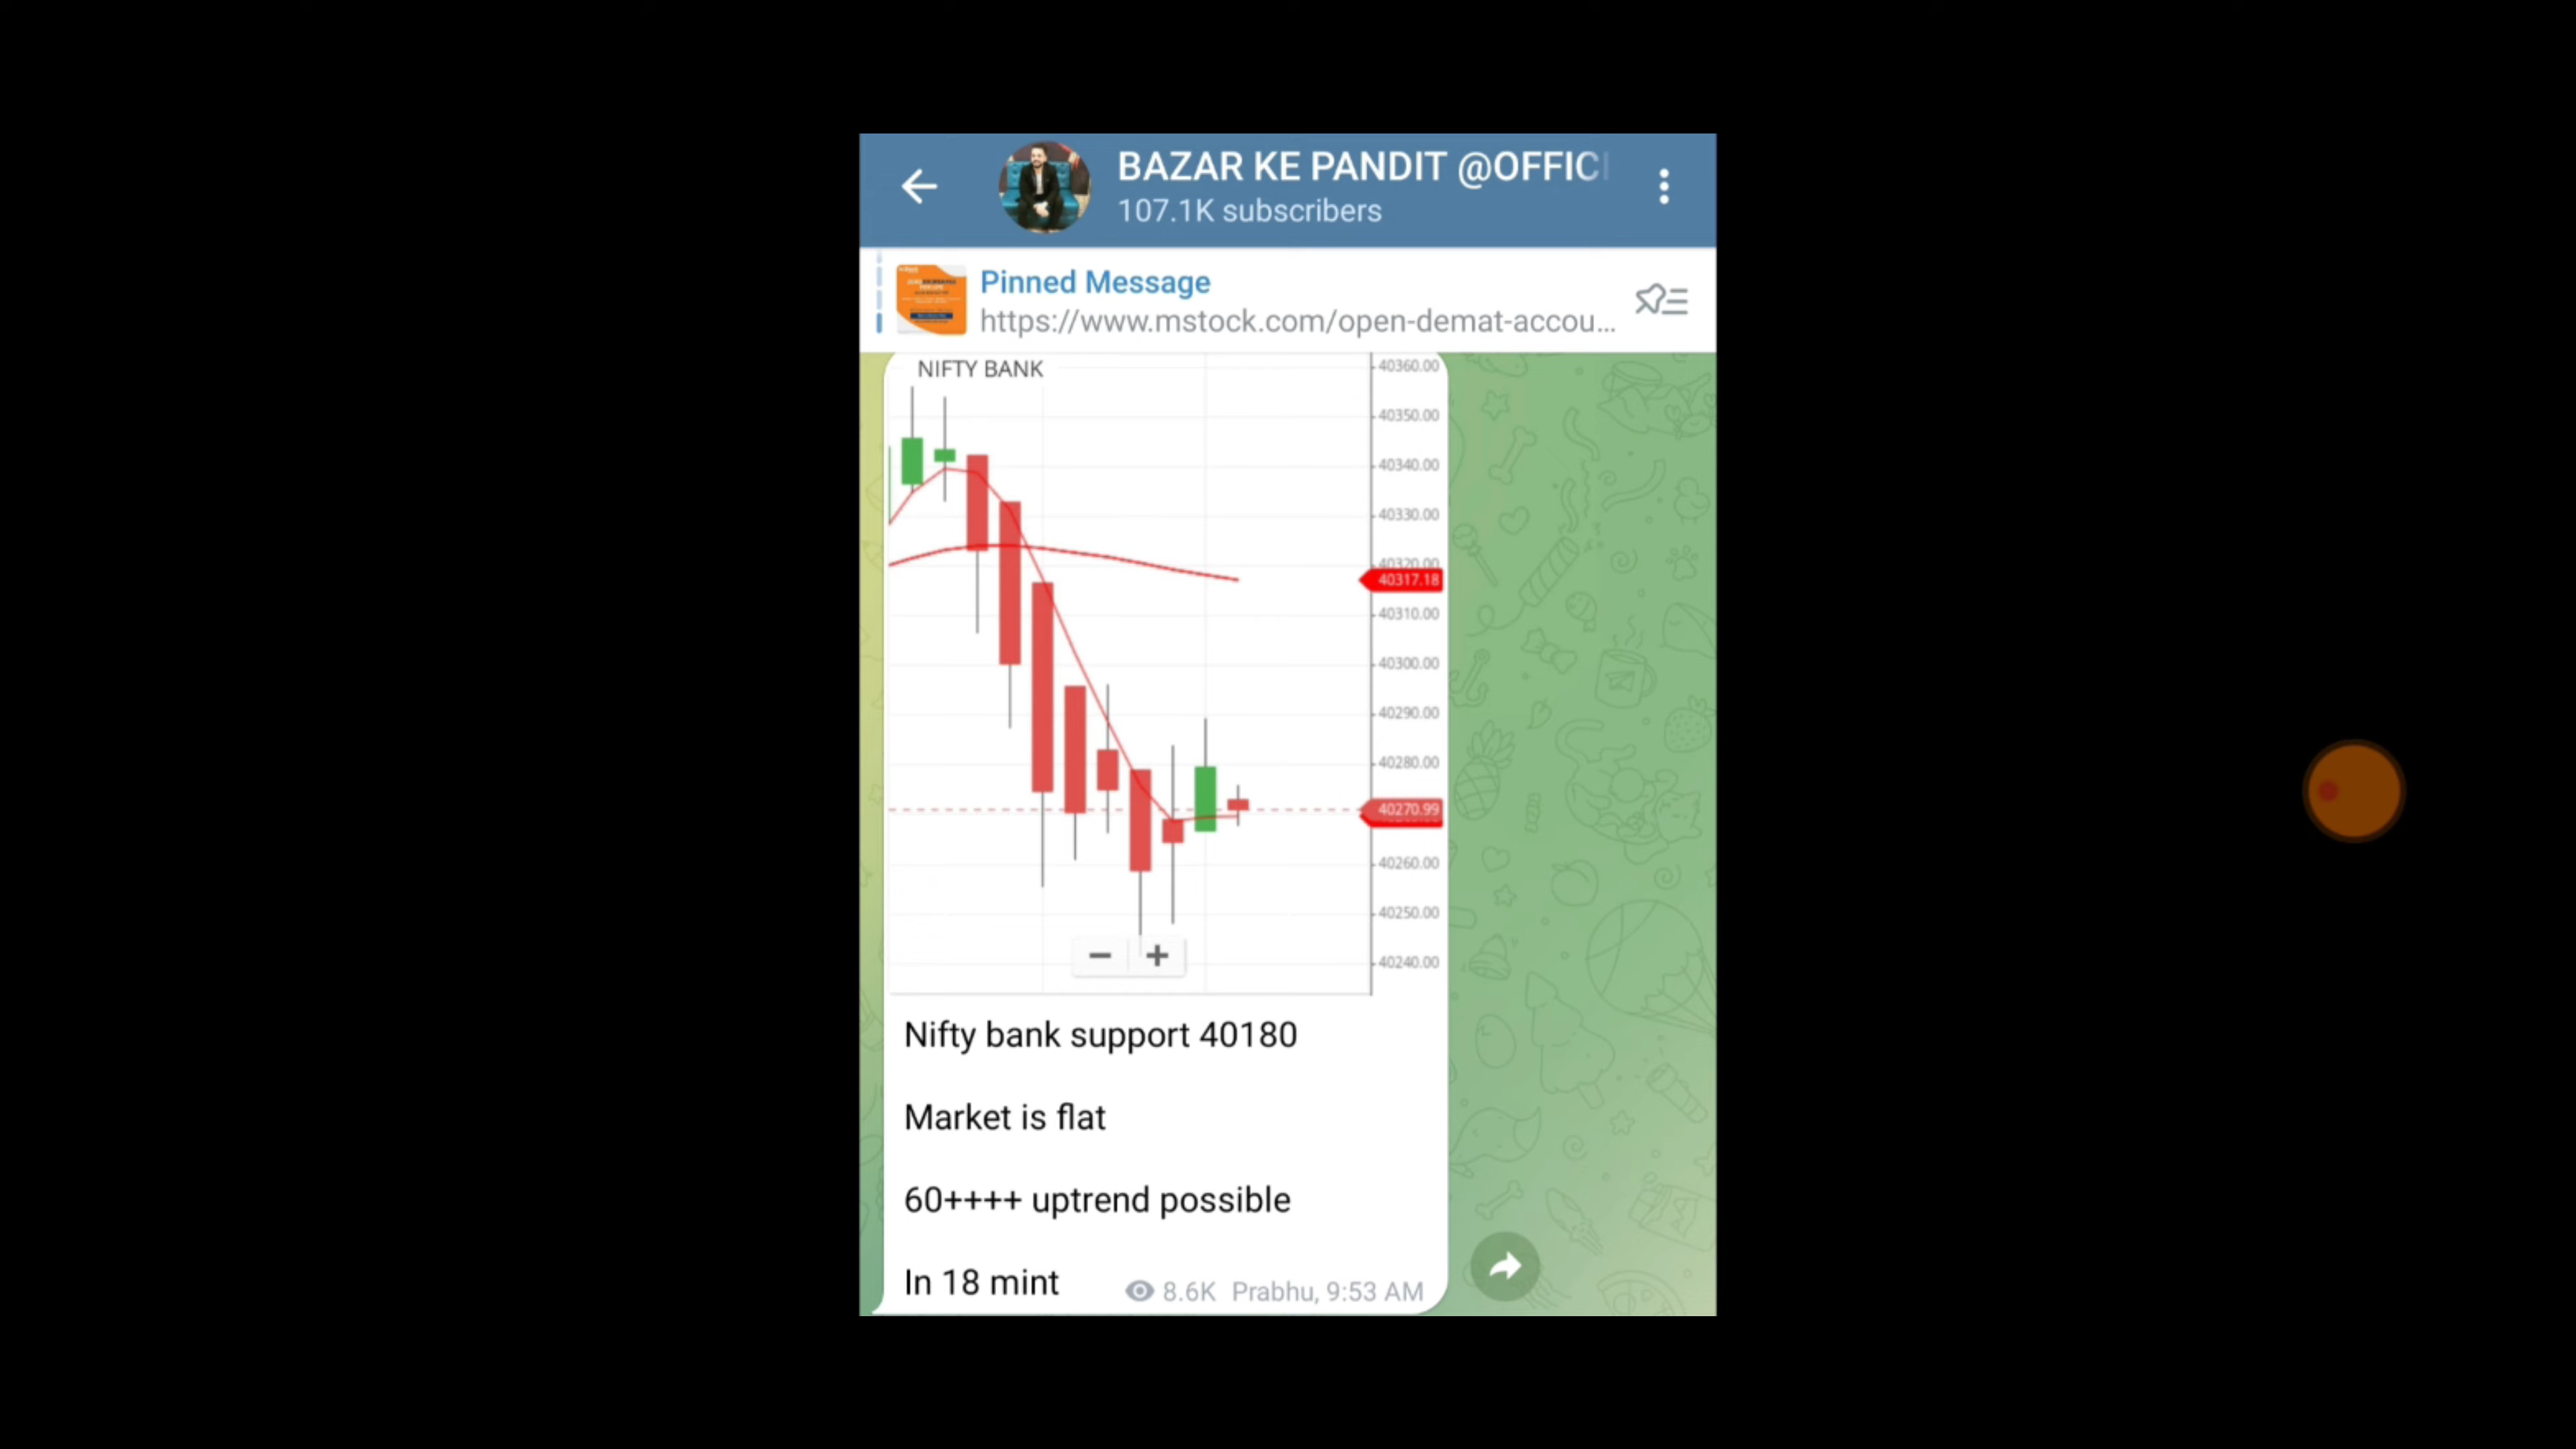 BAZAR KE PANDIT @OFFIC
107.1K subscribers
Pinned Message
https://www.mstock.com/open-demat-accou...
NIFTY BANK
40360.00
40350.00
40340.00
40330.00
40320.00
40317.18
40310.00
40300.00
40290.00
40280.00
40270.99
40260.00
40250.00
40240.00
Nifty bank support 40180
Market is flat
60++++ uptrend possible
In 18 mint
8.6K Prabhu, 9:53 AM